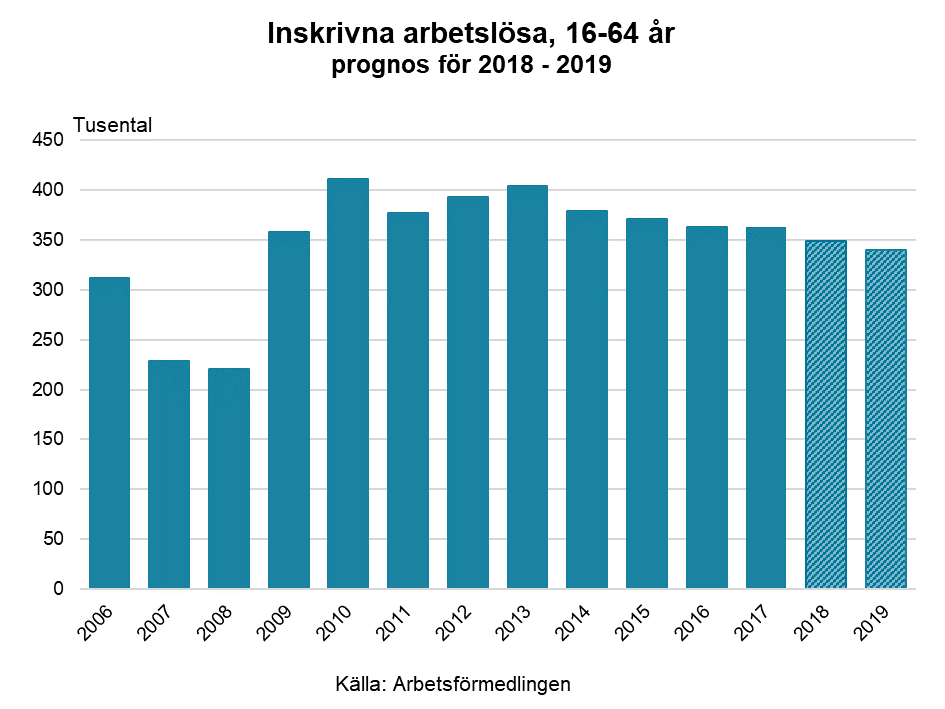 Inskrivna arbetslösa, 16-64 år
prognos för 2018 - 2019
Tusental
450
400
350
300
250
200
150
100
50
0
2006 2007 2008 2009 2010 2011 2012 2013 2014 2015 2016 2017 2018 2019
Källa: Arbetsförmedlingen